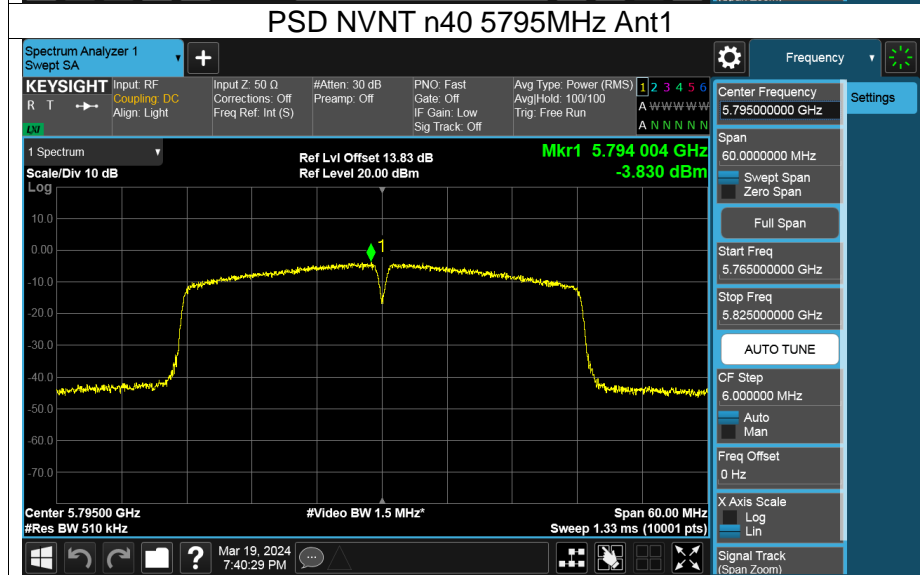 PSD NVNT n40 5795MHz Ant1
Spectrum Analyzer 1
Swept SA
+
Frequency
KEYSIGHT
R T
LXI
Input: RF
Coupling: DC
Align: Light
Input Z: 50 Ω
Corrections: Off
Freq Ref: Int (S)
#Atten: 30 dB
Preamp: Off
PNO: Fast
Gate: Off
IF Gain: Low
Sig Track: Off
Avg Type: Power (RMS)
Avg|Hold: 100/100
Trig: Free Run
1 2 3 4 5 6
A W W W W W
A N N N N N
Center Frequency
5.795000000 GHz
Settings
Span
60.0000000 MHz
Swept Span
Zero Span
Full Span
Start Freq
5.765000000 GHz
Stop Freq
5.825000000 GHz
AUTO TUNE
CF Step
6.000000 MHz
Auto
Man
Freq Offset
0 Hz
X Axis Scale
Log
Lin
Signal Track
(Span Zoom)
1 Spectrum
Scale/Div 10 dB
Log
Ref Lvl Offset 13.83 dB
Ref Level 20.00 dBm
Mkr1 5.794 004 GHz
-3.830 dBm
10.0
0.00
-10.0
-20.0
-30.0
-40.0
-50.0
-60.0
-70.0
1
Center 5.79500 GHz
#Res BW 510 kHz
#Video BW 1.5 MHz*
Span 60.00 MHz
Sweep 1.33 ms (10001 pts)
?
Mar 19, 2024
7:40:29 PM